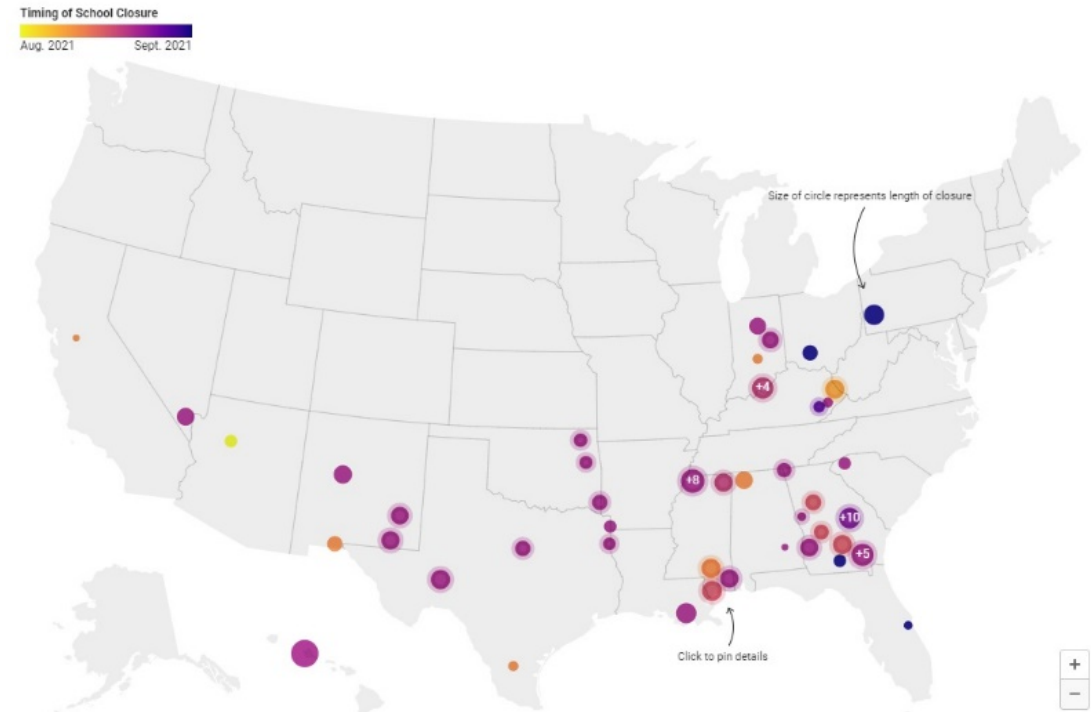 Timing of School Closure
Aug. 2021 Sept. 2021
Size of circle represents length of closure
+4
+8
+10
+5
Click to pin details
+
−